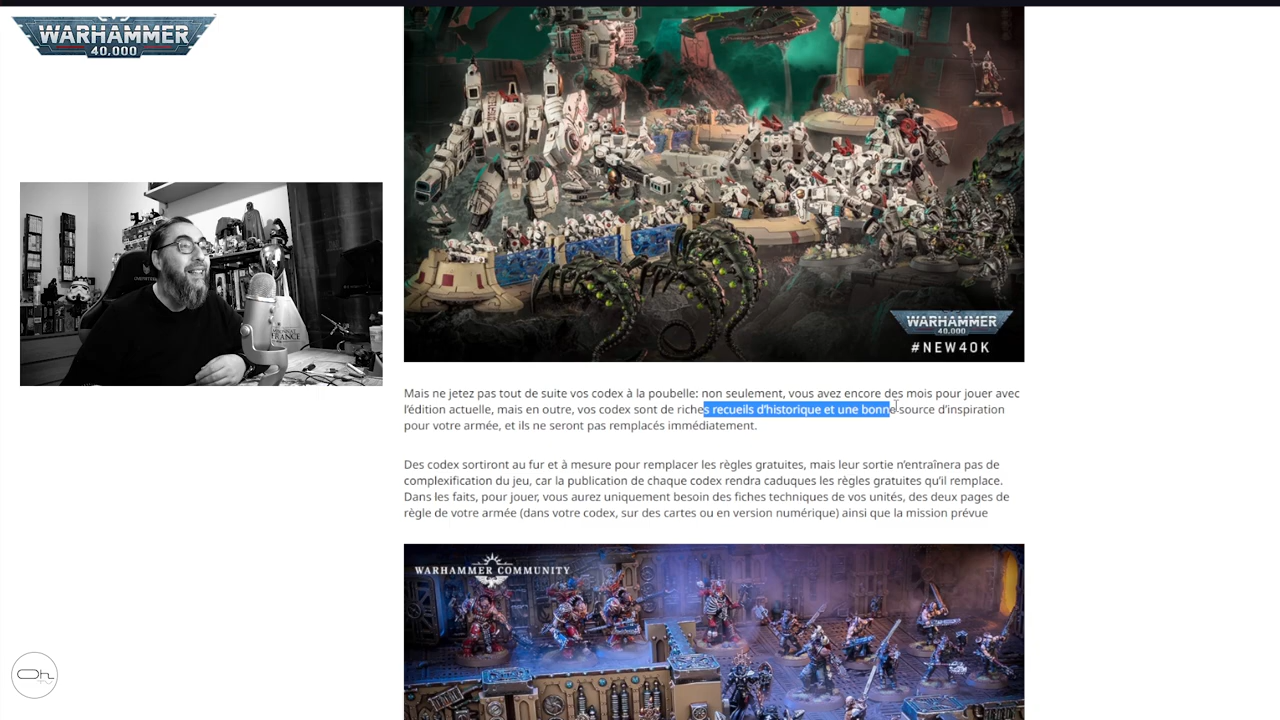 WARHAMMER
40,000
WARHAMMER
40,000
#NEW40K
Mais ne jetez pas tout de suite vos codex à la poubelle: non seulement, vous avez encore des mois pour jouer avec
l'édition actuelle, mais en outre, vos codex sont de riches recueils d'historique et une bonne source d'inspiration
pour votre armée, et ils ne seront pas remplacés immédiatement.
Des codex sortiront au fur et à mesure pour remplacer les règles gratuites, mais leur sortie n'entraînera pas de
complexification du jeu, car la publication de chaque codex rendra caduques les règles gratuites qu'il remplace.
Dans les faits, pour jouer, vous aurez uniquement besoin des fiches techniques de vos unités, des deux pages de
règle de votre armée (dans votre codex, sur des cartes ou en version numérique) ainsi que la mission prévue
WARHAMMER COMMUNITY